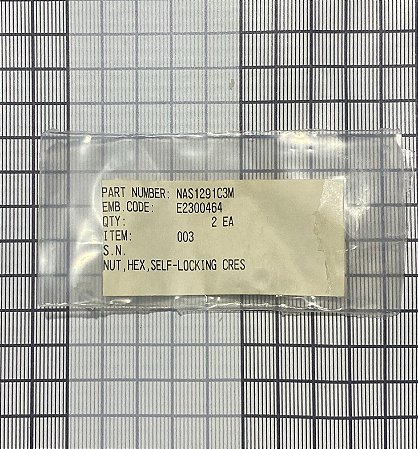 PART NUMBER: NAS1291C3M
EMB.CODE: E2300464
QTY: 2 EA
ITEM: 003
S.N.
NUT,HEX,SELF-LOCKING CRES